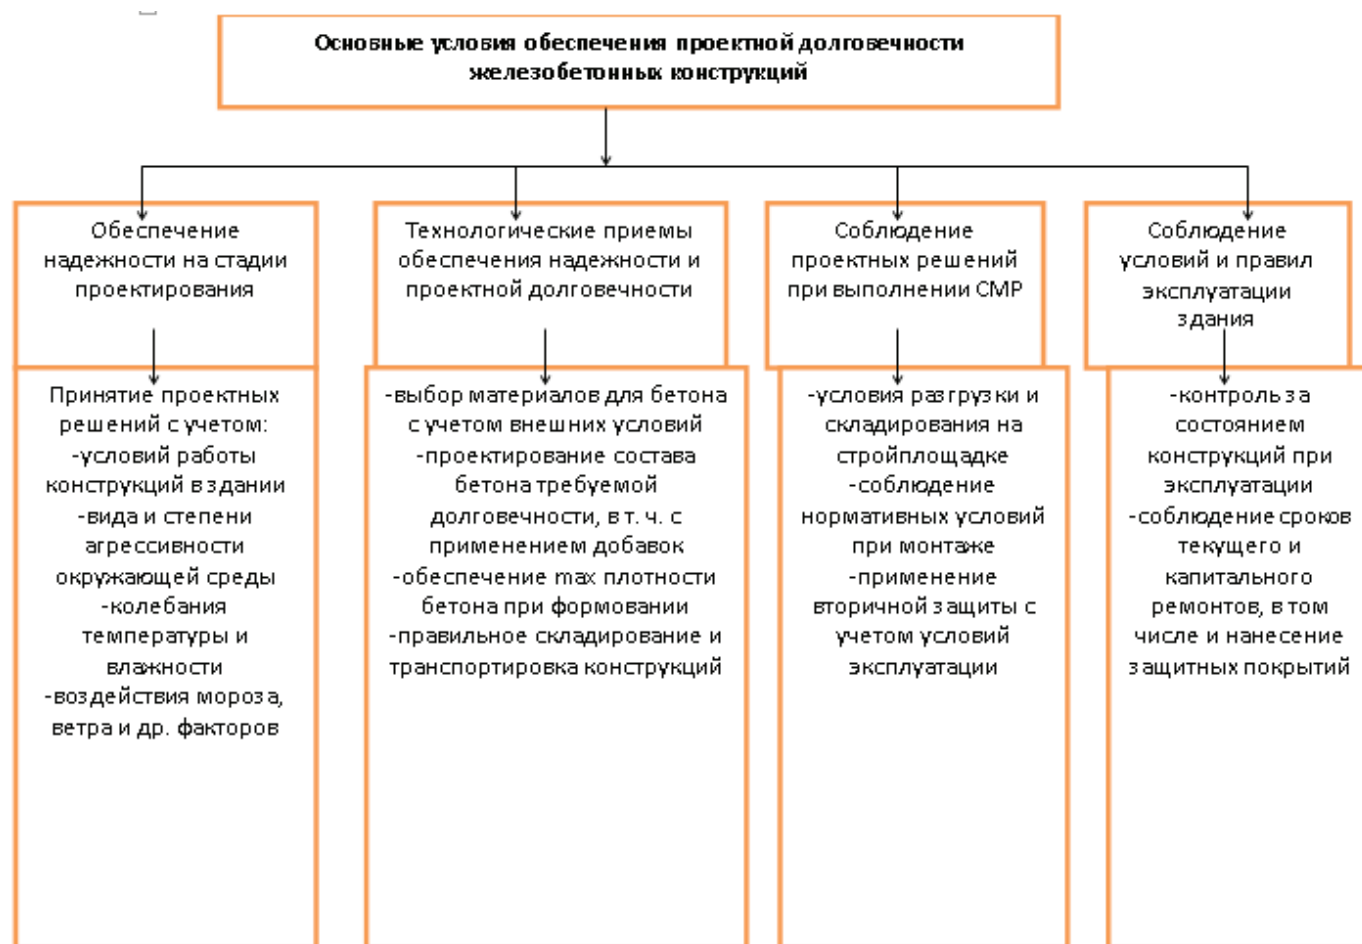 Основные условия обеспечения проектной долговечности
железобетонных конструкций
Обеспечение
надежности на стадии
проектирования
Технологические приемы
обеспечения надежности и
проектной долговечности
Соблюдение
проектных решений
при выполнении СМР
Соблюдение
условий и правил
эксплуатации
здания
Принятие проектных
решений с учетом:
-условий работы
конструкций в здании
-вида и степени
агрессивности
окружающей среды
-колебания
температуры и
влажности
-воздействия мороза,
ветра и др. факторов
-выбор материалов для бетона
с учетом внешних условий
-проектирование состава
бетона требуемой
долговечности, в т. ч. с
применением добавок
-обеспечение max плотности
бетона при формовании
-правильное складирование и
транспортировка конструкций
-условия разгрузки и
складирования на
стройплощадке
-соблюдение
нормативных условий
при монтаже
-применение
вторичной защиты с
учетом условий
эксплуатации
-контроль за
состоянием
конструкций при
эксплуатации
-соблюдение сроков
текущего и
капитального
ремонтов, в том
числе и нанесение
защитных покрытий